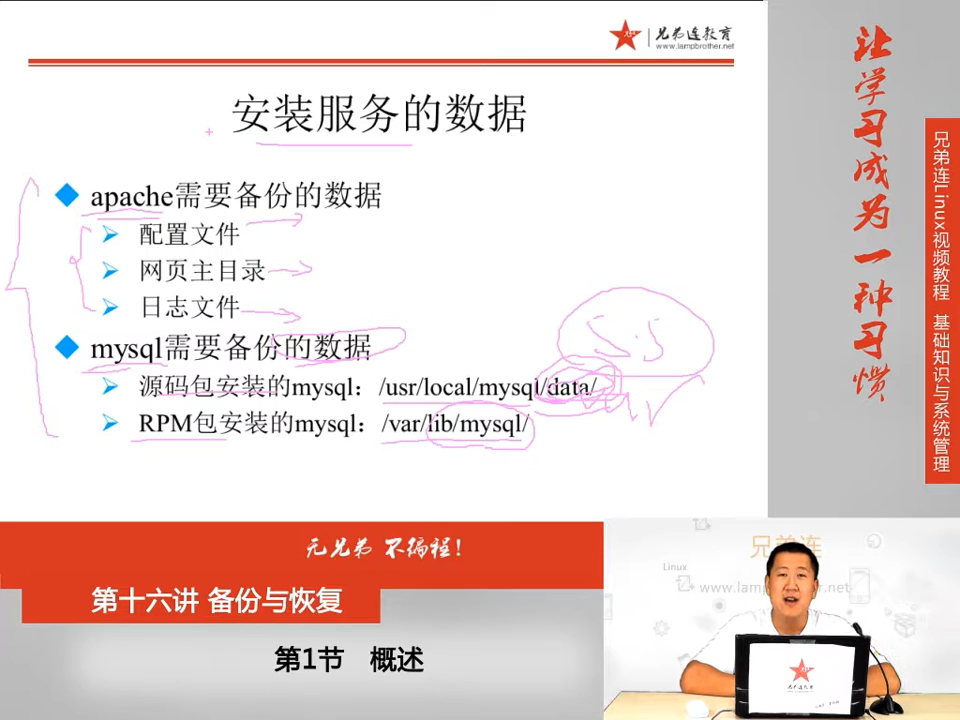 兄弟连教育
www.lampbrother.net
安装服务的数据
apache需要备份的数据
配置文件
网页主目录
日志文件
mysql需要备份的数据
源码包安装的mysql：/usr/local/mysql/data/
RPM包安装的mysql：/var/lib/mysql/
让学习成为一种习惯
兄弟连Linux视频教程 基础知识与系统管理
无兄弟 不编程!
第十六讲 备份与恢复
第1节 概述
兄弟连
Linux